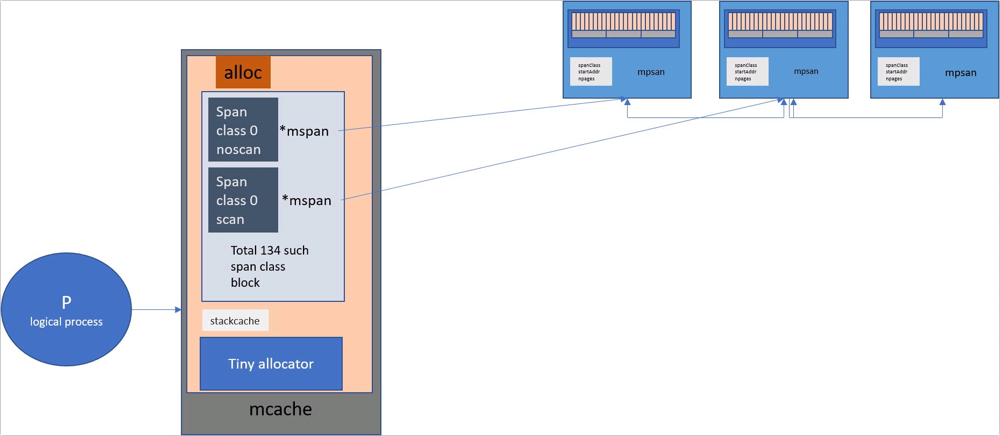 alloc
Span
class 0
noscan
*mspan
Span
class 0
scan
*mspan
Total 134 such
span class
block
stackcache
Tiny allocator
mcache
P
logical process
spanClass
startAddr
npages
mpsan
spanClass
startAddr
npages
mpsan
spanClass
startAddr
npages
mpsan